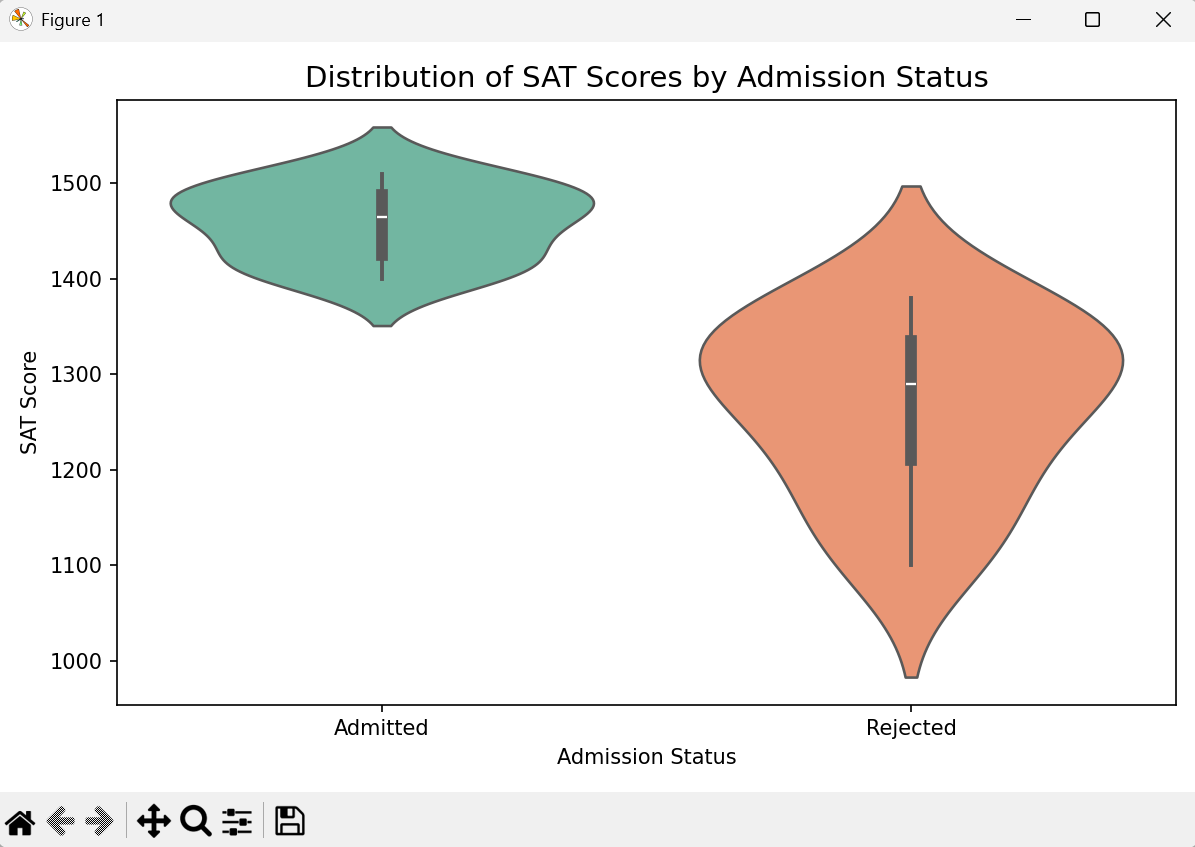 Figure 1
Distribution of SAT Scores by Admission Status
1500
1400
1300
1200
1100
1000
SAT Score
Admitted
Rejected
Admission Status